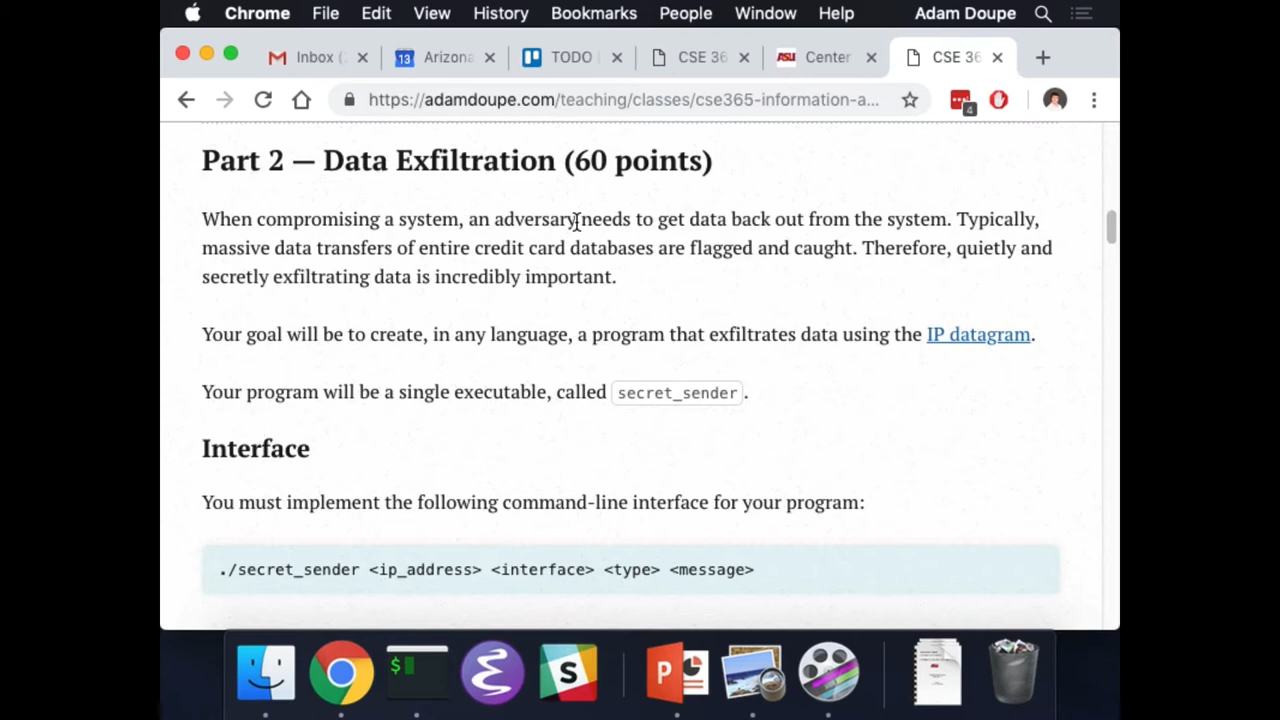 Chrome File Edit View History Bookmarks People Window Help Adam Doupe
Inbox (2 Arizona TODO CSE 36 ASU Center CSE 36
https://adamdoupe.com/teaching/classes/cse365-information-a...
4
Part 2 — Data Exfiltration (60 points)
When compromising a system, an adversary needs to get data back out from the system. Typically,
massive data transfers of entire credit card databases are flagged and caught. Therefore, quietly and
secretly exfiltrating data is incredibly important.
Your goal will be to create, in any language, a program that exfiltrates data using the IP datagram.
Your program will be a single executable, called secret_sender.
Interface
You must implement the following command-line interface for your program:
./secret_sender <ip_address> <interface> <type> <message>